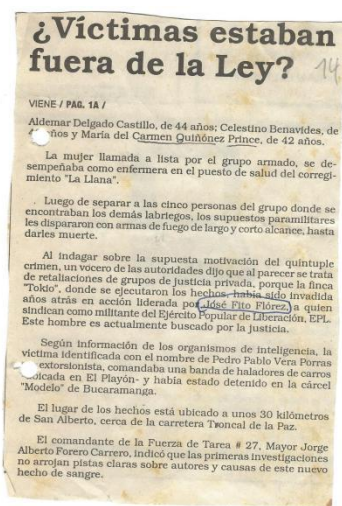 ¿Víctimas estaban
fuera de la Ley?
14
VIENE / PAG. 1A /
Aldemar Delgado Castillo, de 44 años; Celestino Benavides, de
años y María del Carmen Quiñónez Prince, de 42 años.
La mujer llamada a lista por el grupo armado, se de-
sempeñaba como enfermera en el puesto de salud del corregi-
miento "La Llana".
Luego de separar a las cinco personas del grupo donde se
encontraban los demás labriegos, los supuestos paramilitares
les dispararon con armas de fuego de largo y corto alcance, hasta
darles muerte.
Al indagar sobre la supuesta motivación del quintuple
crimen, un vocero de las autoridades dijo que al parecer se trata
de retaliaciones de grupos de justicia privada, porque la finca
"Tokio", donde se ejecutaron los hechos, había sido invadida
años atrás en acción liderada por José Fito Flórez, a quien
sindican como militante del Ejército Popular de Liberación, EPL.
Este hombre es actualmente buscado por la justicia.
Según información de los organismos de inteligencia, la
víctima identificada con el nombre de Pedro Pablo Vera Porras
extorsionista, comandaba una banda de haladores de carros
en El Playón- y había estado detenido en la cárcel
"Modelo" de Bucaramanga.
El lugar de los hechos está ubicado a unos 30 kilómetros
de San Alberto, cerca de la carretera Troncal de la Paz.
El comandante de la Fuerza de Tarea # 27, Mayor Jorge
Alberto Forero Carrero, indicó que las primeras investigaciones
no arrojan pistas claras sobre autores y causas de este nuevo
hecho de sangre.